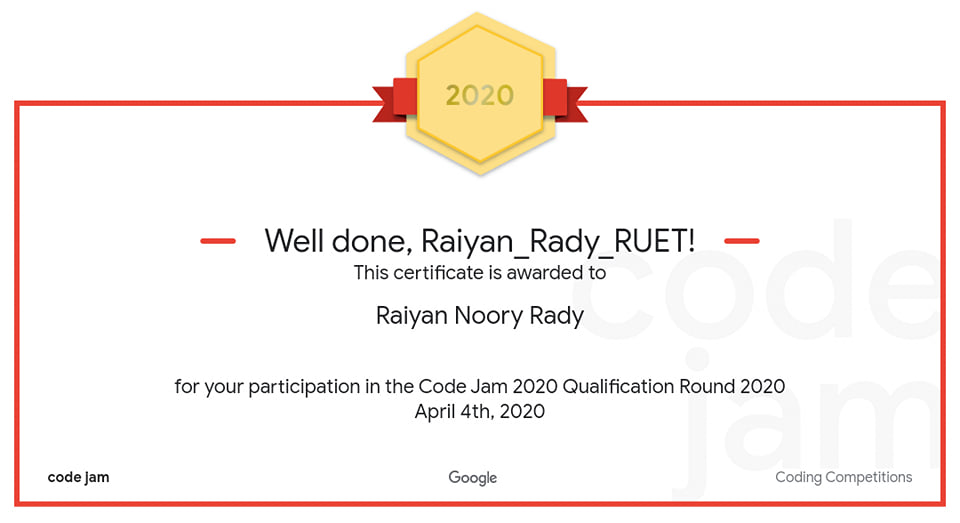 2020
Well done, Raiyan_Rady_RUET!
This certificate is awarded to
Raiyan Noory Rady
for your participation in the Code Jam 2020 Qualification Round 2020
April 4th, 2020
code jam
code jam Google Coding Competitions